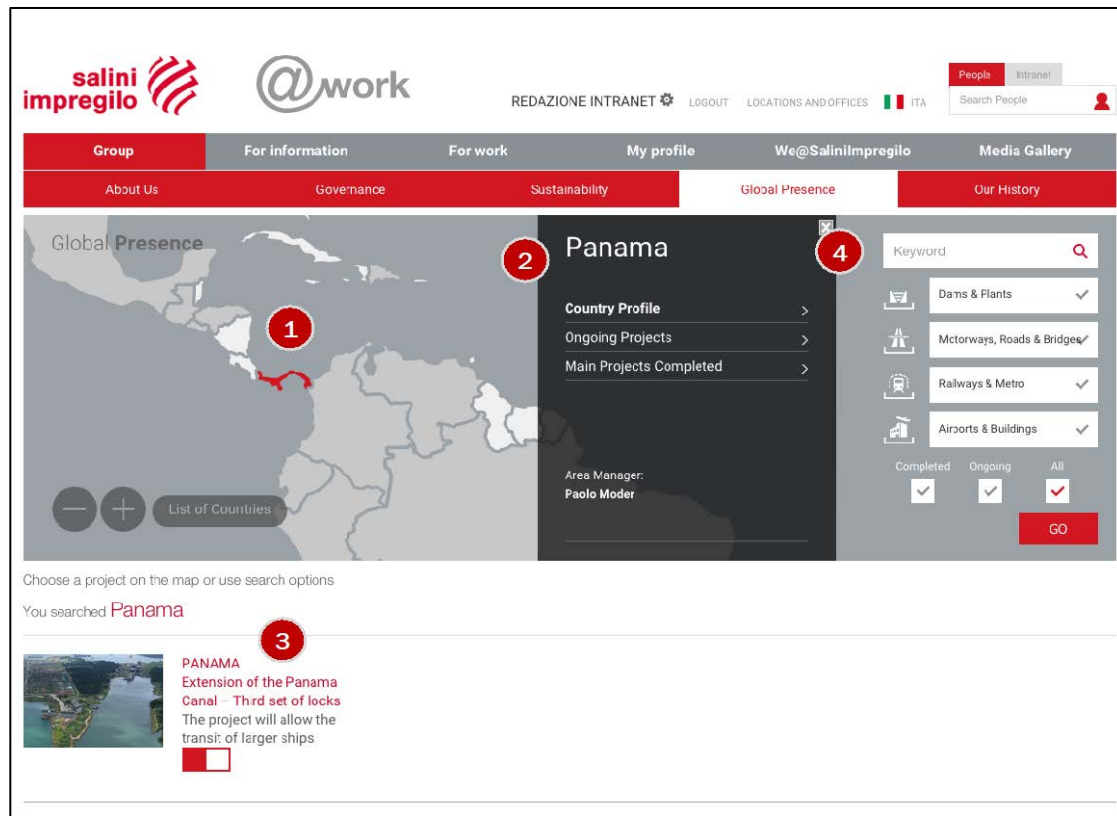 salini
impregilo
@work
REDAZIONE INTRANET LOGOUT LOCATIONS AND OFFICES ITA
People Intranet
Search People
Group For information For work My profile We@SaliniImpregilo Media Gallery
About Us Governance Sustainability Global Presence Our History
Global Presence
1
2
Panama
Country Profile
Ongoing Projects
Main Projects Completed
Area Manager:
Paolo Moder
4
Keyword
Dams & Plants
Motorways, Roads & Bridges
Railways & Metro
Airports & Buildings
Completed Ongoing All
GO
List of Countries
Choose a project on the map or use search options
You searched Panama
3
PANAMA
Extension of the Panama
Canal – Third set of locks
The project will allow the
transit of larger ships